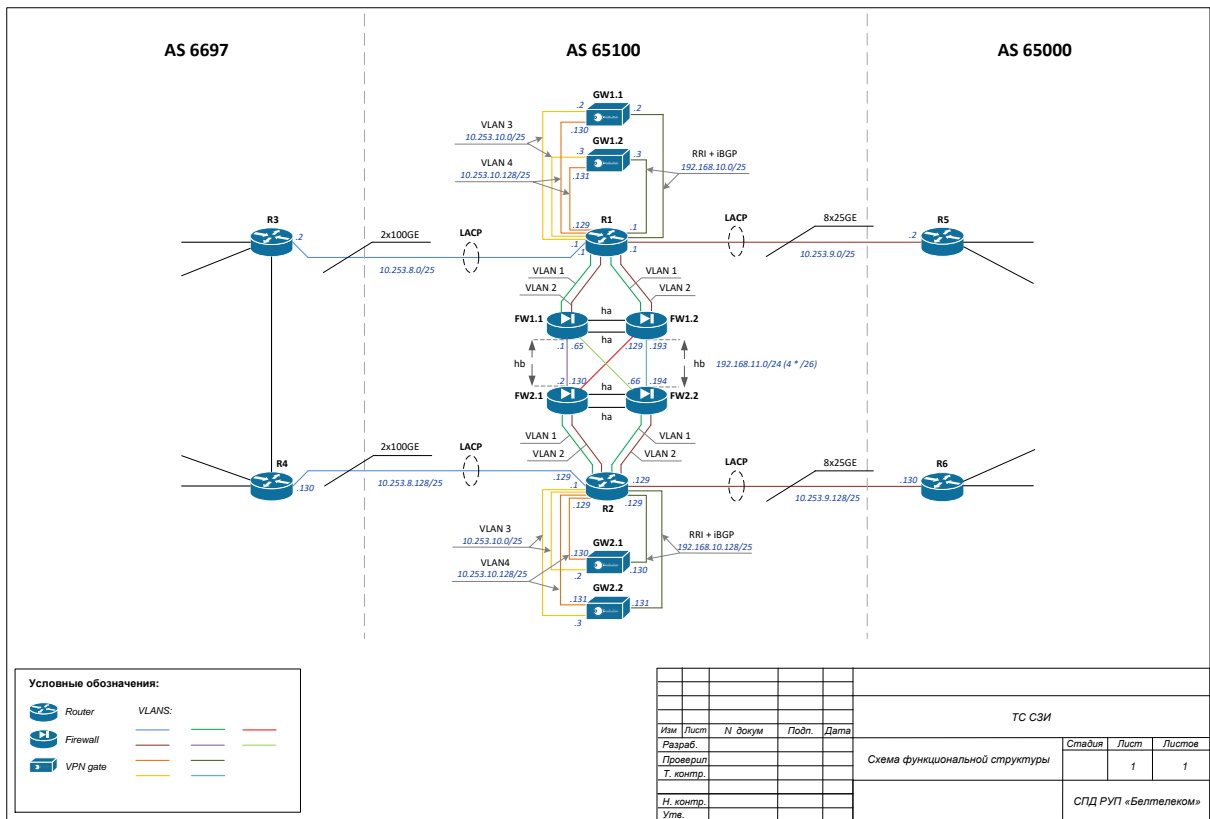 AS 6697
AS 65100
AS 65000
GW1.1
.2
.2
VLAN 3
.130
10.253.10.0/25
GW1.2
.3
.3
RRI + iBGP
VLAN 4
192.168.10.0/25
10.253.10.128/25
.131
R3
R1
LACP
8x25GE
R5
.129
.1
.2
2x100GE
LACP
.2
.1
.1
.1
10.253.9.0/25
10.253.8.0/25
VLAN 1
VLAN 1
VLAN 2
VLAN 2
ha
FW1.1
FW1.2
ha
.1
.65
.129
.193
hb
hb
192.168.11.0/24 (4 * /26)
.2
.130
.66
.194
ha
FW2.1
FW2.2
ha
VLAN 1
VLAN 1
2x100GE
LACP
VLAN 2
VLAN 2
LACP
8x25GE
R4
R6
.130
10.253.8.128/25
.129
.129
.130
.1
10.253.9.128/25
.129
.129
R2
VLAN 3
RRI + iBGP
10.253.10.0/25
GW2.1
192.168.10.128/25
.130
VLAN4
.130
10.253.10.128/25
.2
GW2.2
.131
.131
.3
Условные обозначения:
Router
VLANS:
Firewall
VPN gate
ТС СЗИ
Изм Лист N докум Подп. Дата
Разраб.
Схема функциональной структуры
Стадия Лист Листов
Проверил
1 1
Т. контр.
Н. контр.
СПД РУП «Белтелеком»
Утв.